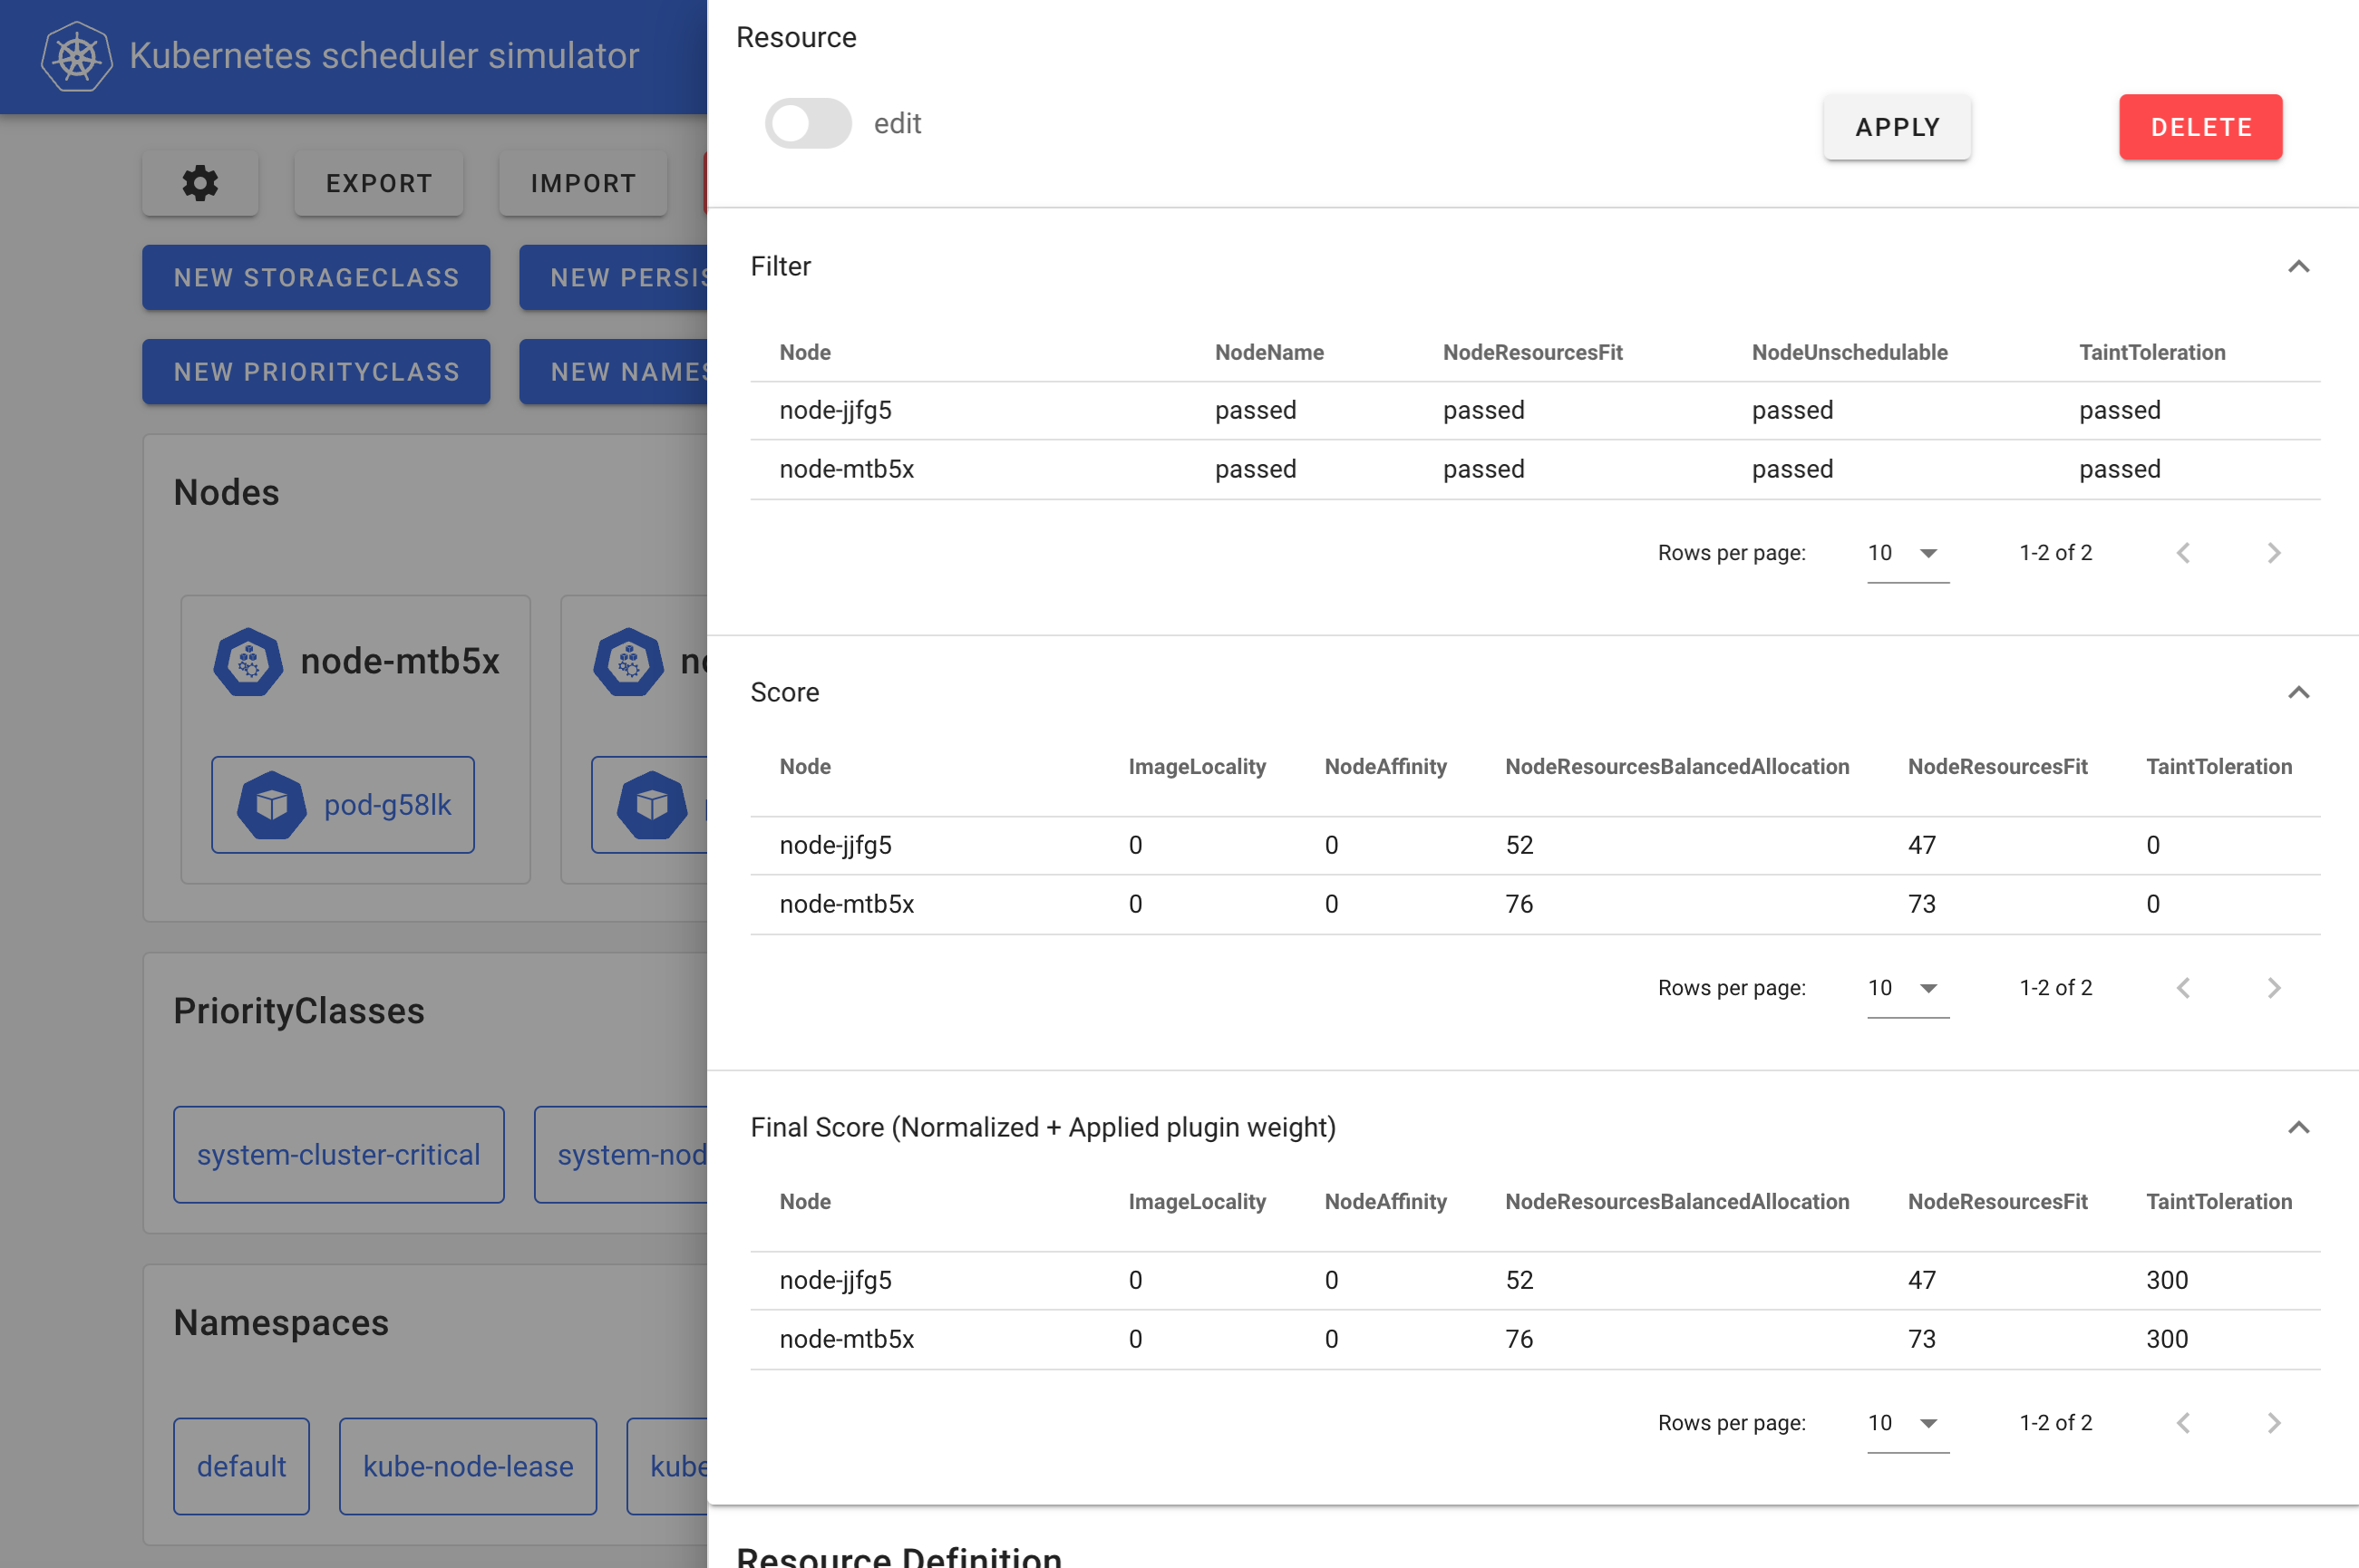 Kubernetes scheduler simulator
EXPORT
IMPORT
NEW STORAGECLASS
NEW PERSIS
NEW PRIORITYCLASS
NEW NAMES
Nodes
node-mtb5x
pod-g58lk
PriorityClasses
system-cluster-critical
system-nod
Namespaces
default
kube-node-lease
kube
Resource
edit
APPLY
DELETE
Filter
Node NodeName NodeResourcesFit NodeUnschedulable TaintToleration
node-jjfg5 passed passed passed passed
node-mtb5x passed passed passed passed
Rows per page: 10 1-2 of 2
Score
Node ImageLocality NodeAffinity NodeResourcesBalancedAllocation NodeResourcesFit TaintToleration
node-jjfg5 0 0 52 47 0
node-mtb5x 0 0 76 73 0
Rows per page: 10 1-2 of 2
Final Score (Normalized + Applied plugin weight)
Node ImageLocality NodeAffinity NodeResourcesBalancedAllocation NodeResourcesFit TaintToleration
node-jjfg5 0 0 52 47 300
node-mtb5x 0 0 76 73 300
Rows per page: 10 1-2 of 2
Resource Definition